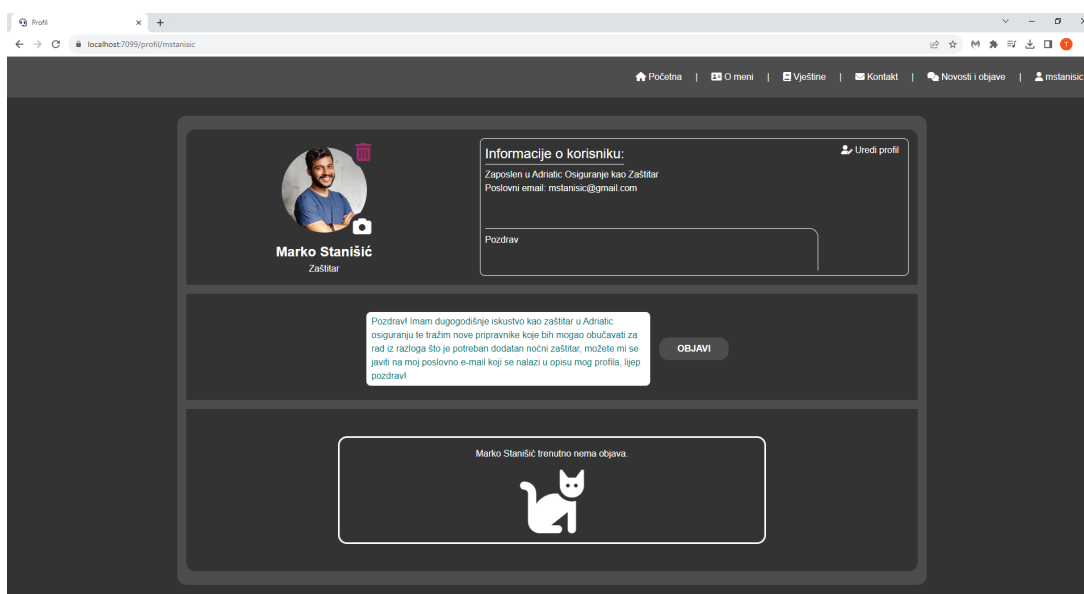 Profil
localhost:7099/profil/mstanisic
T
Početna | O meni | Vještine | Kontakt | Novosti i objave | mstanisic
Informacije o korisniku:
Uredi profil
Zaposlen u Adriatic Osiguranje kao Zaštitar
Poslovni email: mstanisic@gmail.com
Pozdrav
Marko Stanišić
Zaštitar
Pozdrav! Imam dugogodišnje iskustvo kao zaštitar u Adriatic
osiguranju te tražim nove pripravnike koje bih mogao obučavati za
rad iz razloga što je potreban dodatan noćni zaštitar, možete mi se
javiti na moj poslovno e-mail koji se nalazi u opisu mog profila, lijep
pozdrav!
OBJAVI
Marko Stanišić trenutno nema objava.